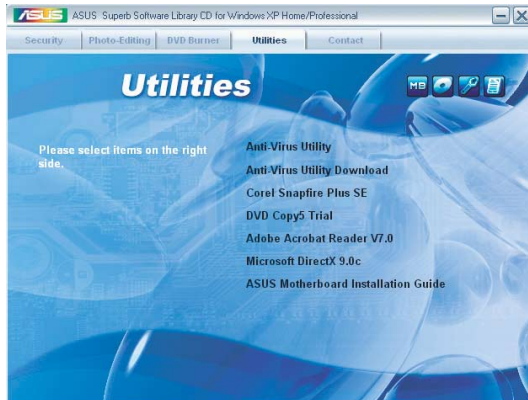 ASUS ASUS Superb Software Library CD for Windows XP Home/Professional
Security Photo-Editing DVD Burner Utilities Contact
Utilities
MB
Please select items on the right
side.
Anti-Virus Utility
Anti-Virus Utility Download
Corel Snapfire Plus SE
DVD Copy5 Trial
Adobe Acrobat Reader V7.0
Microsoft DirectX 9.0c
ASUS Motherboard Installation Guide